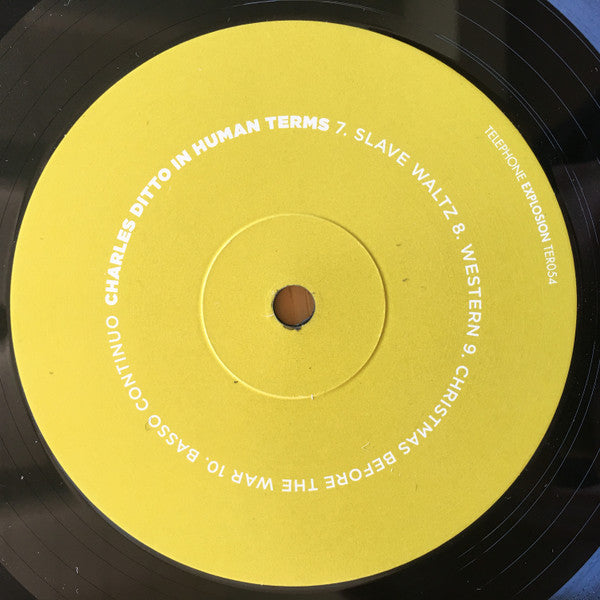 CHARLES DITTO IN HUMAN TERMS 7. SLAVE WALTZ 8. WESTERN 9. CHRISTMAS BEFORE THE WAR 10. BASSO CONTINUO
TELEPHONE EXPLOSION TER054